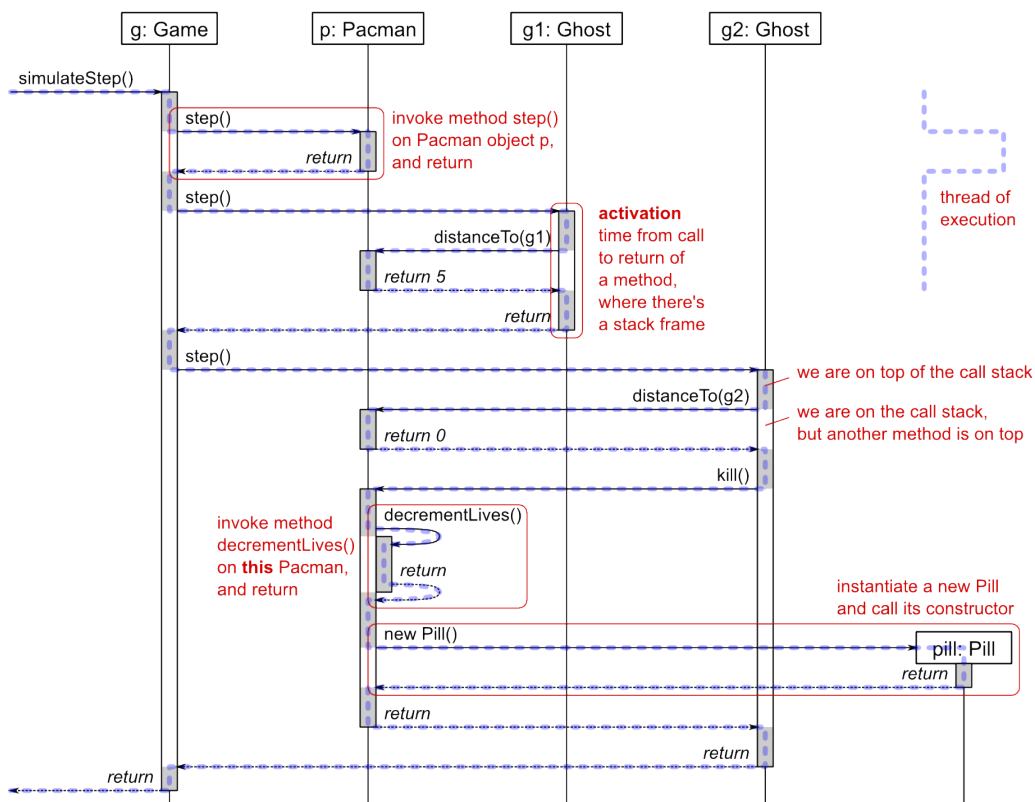 g: Game
p: Pacman
g1: Ghost
g2: Ghost
simulateStep()
step()
invoke method step()
on Pacman object p,
and return
return
step()
activation
time from call
to return of
a method,
where there's
a stack frame
thread of
execution
distanceTo(g1)
return 5
return
step()
we are on top of the call stack
distanceTo(g2)
we are on the call stack,
but another method is on top
return 0
kill()
decrementLives()
invoke method
decrementLives()
on this Pacman,
and return
return
instantiate a new Pill
and call its constructor
new Pill()
pill: Pill
return
return
return
return